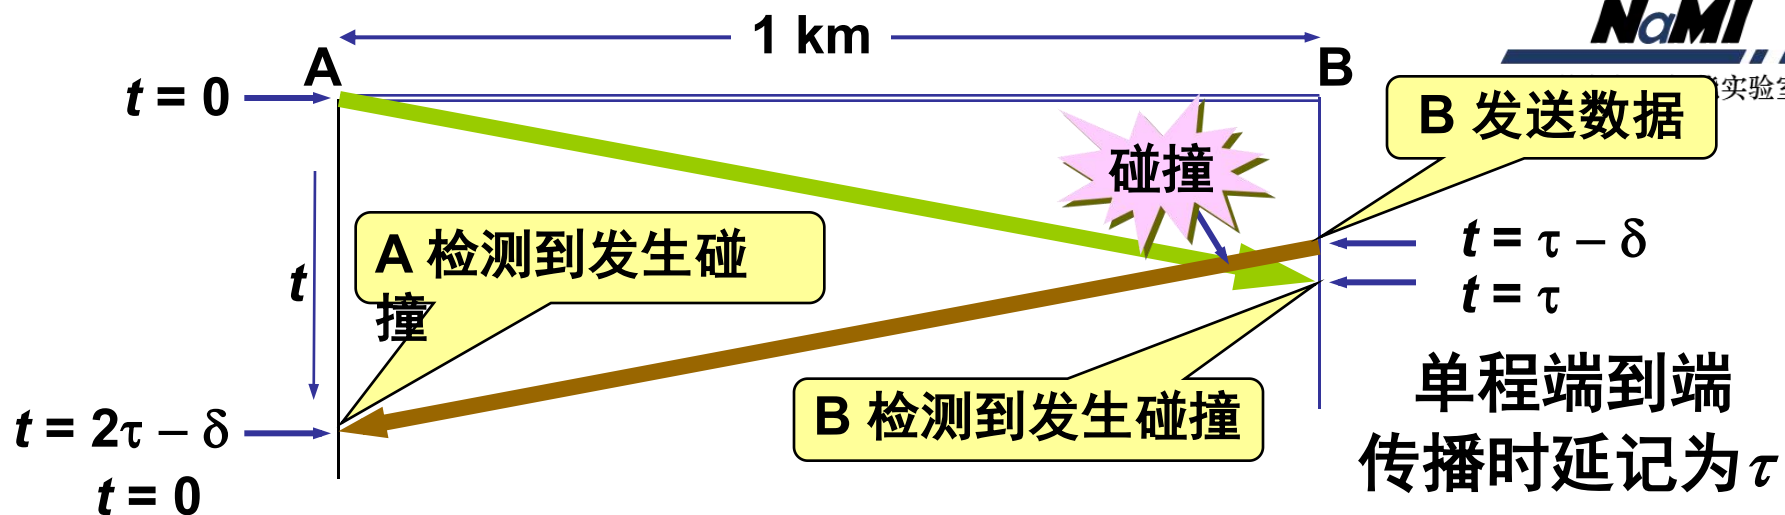 NaMI
实验室
1 km
A
B
t = 0
B 发送数据
碰撞
t = τ – δ
A 检测到发生碰
撞
t
t = τ
单程端到端
B 检测到发生碰撞
t = 2τ – δ
传播时延记为τ
t = 0